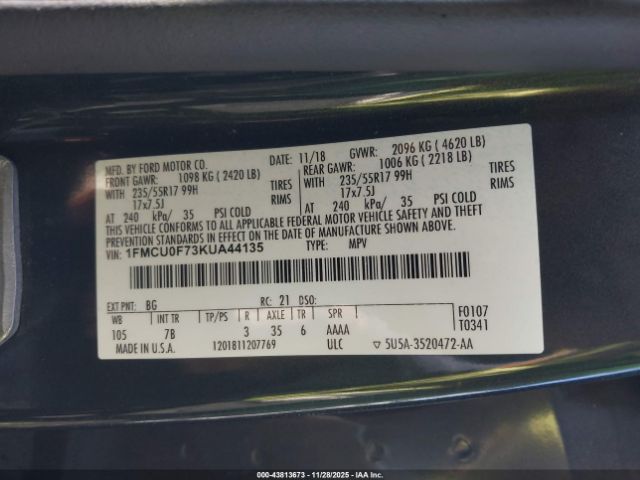 MFD. BY FORD MOTOR CO. 11/18 GVWR: 2096 KG ( 4620 LB)
FRONT GAWR: 1098 KG ( 2420 LB) REAR GAWR: 1006 KG ( 2218 LB)
WITH 235/55R17 99H TIRES WITH 235/55R17 99H TIRES
17x7.5J RIMS 17x7.5J RIMS
AT 240 kPa/ 35 PSI COLD AT 240 kPa/ 35 PSI COLD
THIS VEHICLE CONFORMS TO ALL APPLICABLE FEDERAL MOTOR VEHICLE SAFETY AND THEFT
PREVENTION STANDARDS IN EFFECT ON THE DATE OF MANUFACTURE SHOWN ABOVE.
VIN: 1FMCU0F73KUA44135 TYPE: MPV
EXT PNT: BG RC: 21 DSO:
WB INT TR TP/PS R AXLE TR SPR F0107
105 7B 3 35 6 AAAA T0341
MADE IN U.S.A. 1201811207769 ULC ▽ 5U5A-3520472-AA
000-43813673 • 11/28/2025 • IAAI.COM